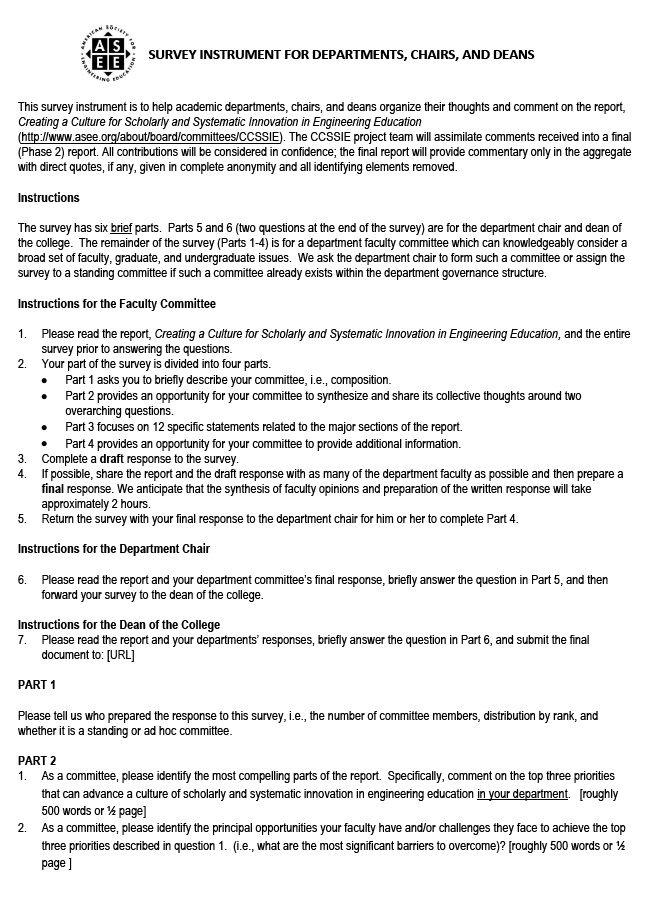 AMERICAN SOCIETY FOR
AS
EE
ENGINEERING EDUCATION
SURVEY INSTRUMENT FOR DEPARTMENTS, CHAIRS, AND DEANS
This survey instrument is to help academic departments, chairs, and deans organize their thoughts and comment on the report,
Creating a Culture for Scholarly and Systematic Innovation in Engineering Education
(http://www.asee.org/about/board/committees/CCSSIE). The CCSSIE project team will assimilate comments received into a final
(Phase 2) report. All contributions will be considered in confidence; the final report will provide commentary only in the aggregate
with direct quotes, if any, given in complete anonymity and all identifying elements removed.
Instructions
The survey has six brief parts. Parts 5 and 6 (two questions at the end of the survey) are for the department chair and dean of
the college. The remainder of the survey (Parts 1-4) is for a department faculty committee which can knowledgeably consider a
broad set of faculty, graduate, and undergraduate issues. We ask the department chair to form such a committee or assign the
survey to a standing committee if such a committee already exists within the department governance structure.
Instructions for the Faculty Committee
1. Please read the report, Creating a Culture for Scholarly and Systematic Innovation in Engineering Education, and the entire
survey prior to answering the questions.
2. Your part of the survey is divided into four parts.
• Part 1 asks you to briefly describe your committee, i.e., composition.
• Part 2 provides an opportunity for your committee to synthesize and share its collective thoughts around two
overarching questions.
• Part 3 focuses on 12 specific statements related to the major sections of the report.
• Part 4 provides an opportunity for your committee to provide additional information.
3. Complete a draft response to the survey.
4. If possible, share the report and the draft response with as many of the department faculty as possible and then prepare a
final response. We anticipate that the synthesis of faculty opinions and preparation of the written response will take
approximately 2 hours.
5. Return the survey with your final response to the department chair for him or her to complete Part 4.
Instructions for the Department Chair
6. Please read the report and your department committee's final response, briefly answer the question in Part 5, and then
forward your survey to the dean of the college.
Instructions for the Dean of the College
7. Please read the report and your departments' responses, briefly answer the question in Part 6, and submit the final
document to: [URL]
PART 1
Please tell us who prepared the response to this survey, i.e., the number of committee members, distribution by rank, and
whether it is a standing or ad hoc committee.
PART 2
1. As a committee, please identify the most compelling parts of the report. Specifically, comment on the top three priorities
that can advance a culture of scholarly and systematic innovation in engineering education in your department. [roughly
500 words or ½ page]
2. As a committee, please identify the principal opportunities your faculty have and/or challenges they face to achieve the top
three priorities described in question 1. (i.e., what are the most significant barriers to overcome)? [roughly 500 words or ½
page ]